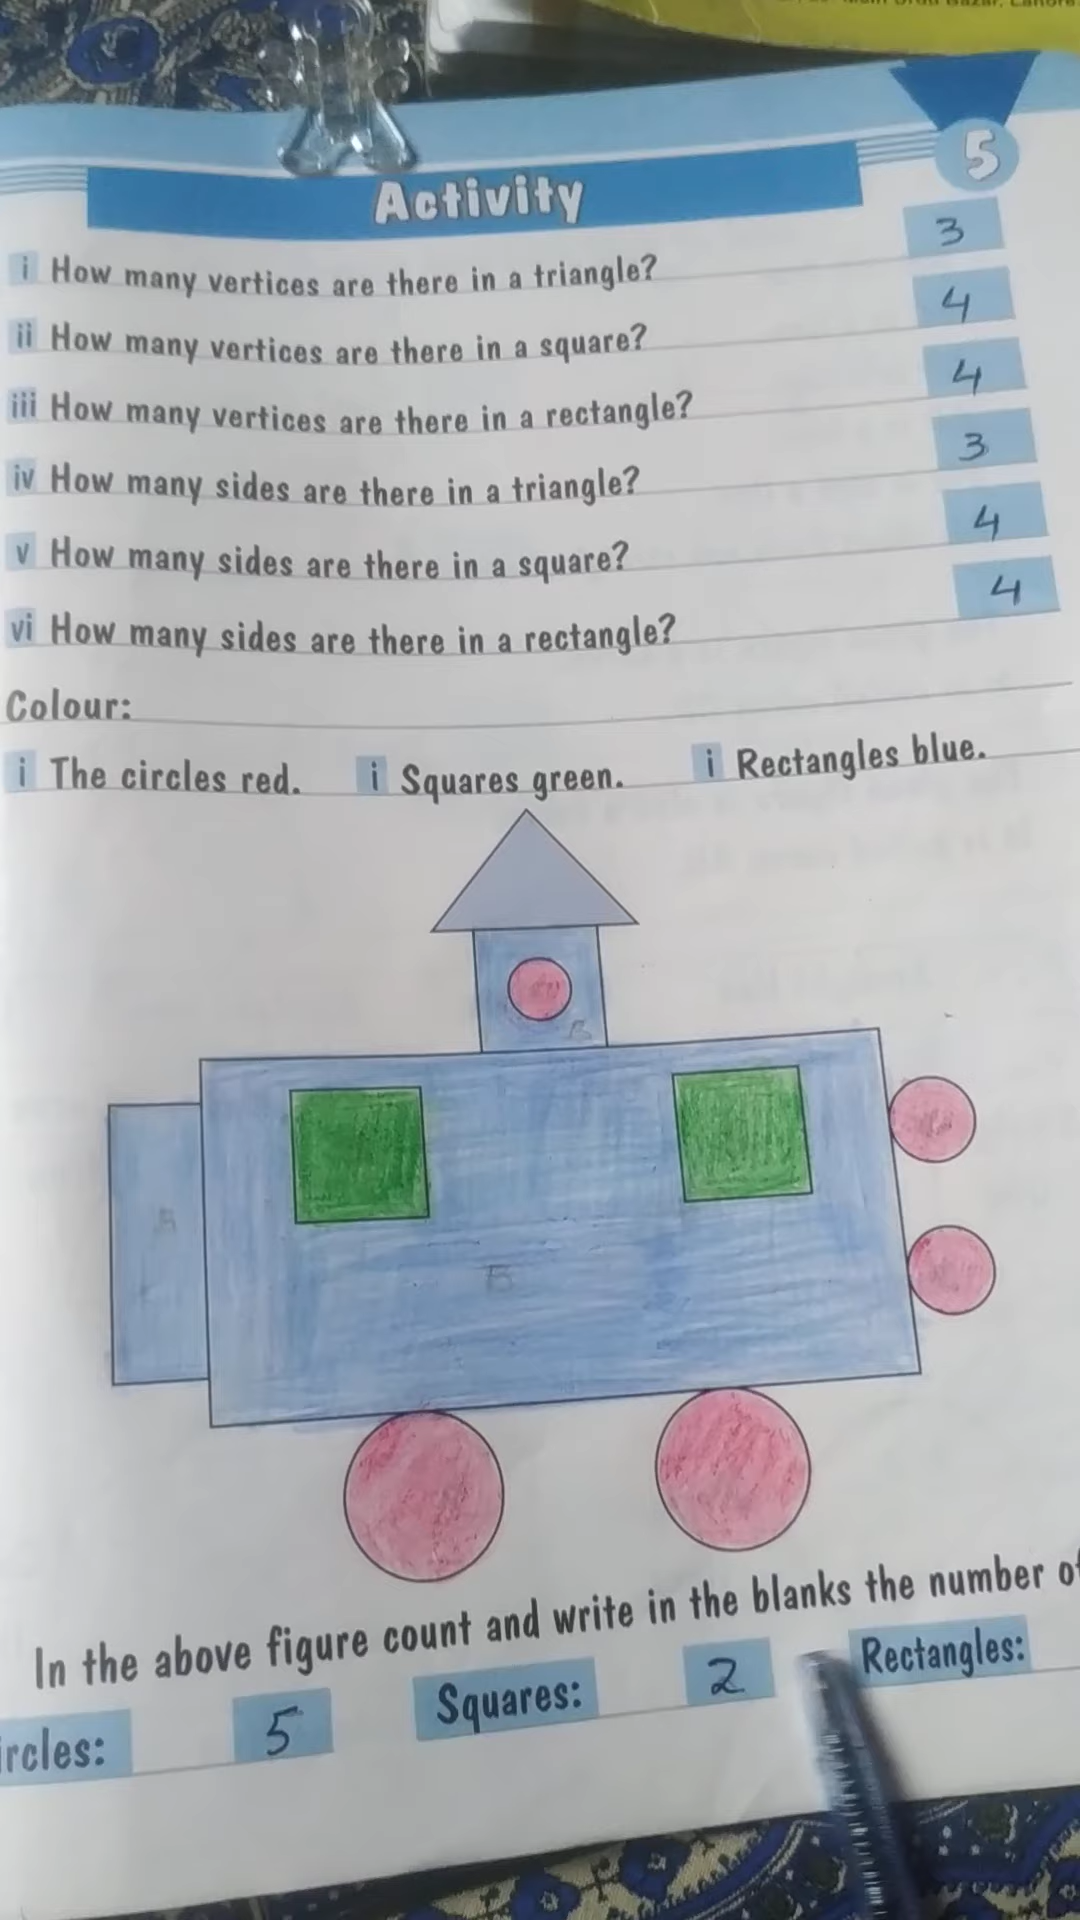 5
Activity
i How many vertices are there in a triangle? 3
ii How many vertices are there in a square? 4
iii How many vertices are there in a rectangle? 4
iv How many sides are there in a triangle? 3
v How many sides are there in a square? 4
vi How many sides are there in a rectangle? 4
Colour:
i The circles red. i Squares green. i Rectangles blue.
B
In the above figure count and write in the blanks the number of
ircles: 5 Squares: 2 Rectangles: